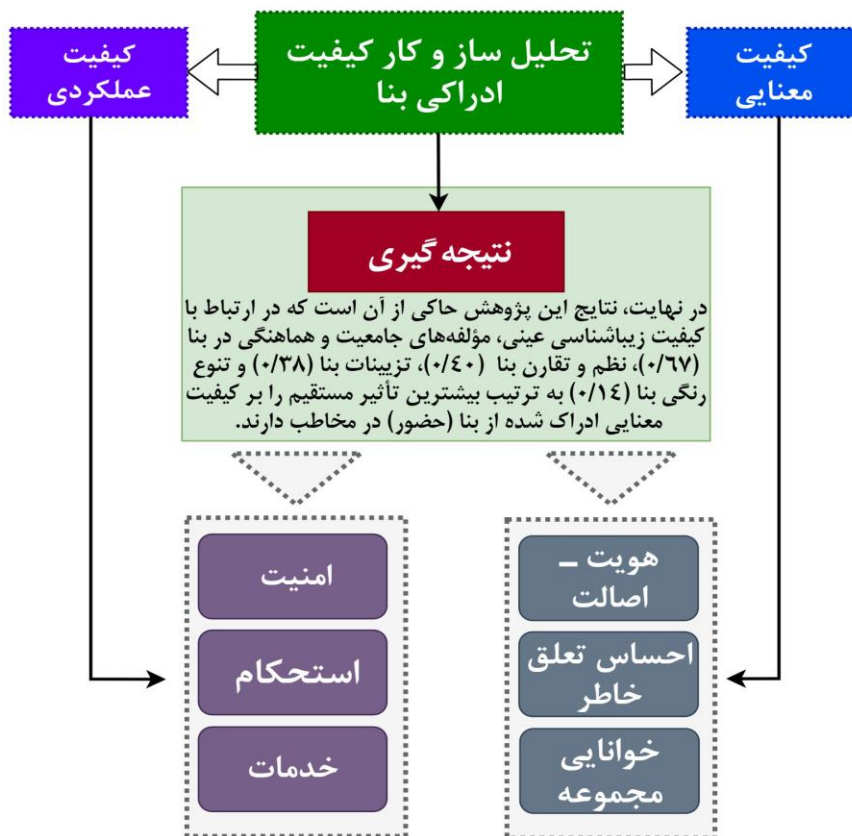 کیفیت
معنایی
تحلیل ساز و کار کیفیت
ادراکی بنا
کیفیت
عملکردی
نتیجه گیری
در نهایت، نتایج این پژوهش حاکی از آن است که در ارتباط با
کیفیت زیباشناسی عینی، مؤلفه‌های جامعیت و هماهنگی در بنا
(۰/۶۷)، نظم و تقارن بنا (۰/۴۰)، تزیینات بنا (۰/۳۸) و تنوع
رنگی بنا (۰/۱۴) به ترتیب بیشترین تأثیر مستقیم را بر کیفیت
معنایی ادراک شده از بنا (حضور) در مخاطب دارند.
هویت –
اصالت
احساس تعلق
خاطر
خوانایی
مجموعه
امنیت
استحکام
خدمات